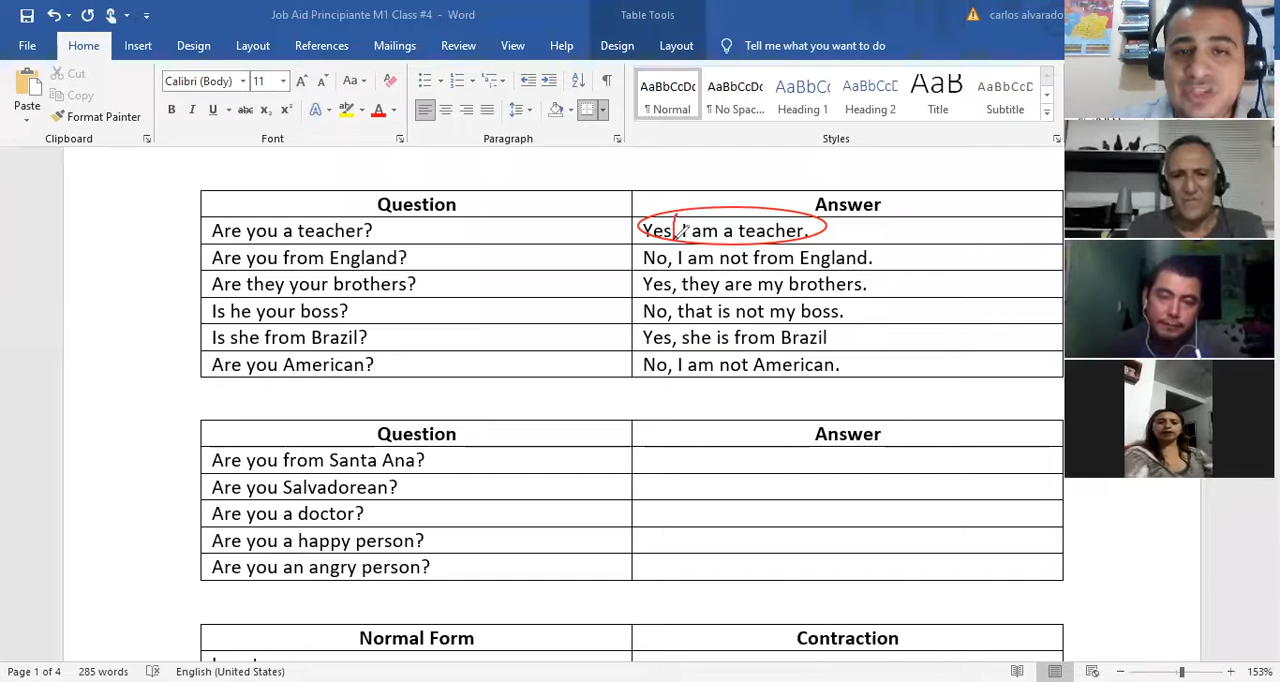 Job Aid Principiante M1 Class #4 - Word
Table Tools
carlos alvarado
File Home Insert Design Layout References Mailings Review View Help Design Layout Tell me what you want to do
Paste
Cut
Copy
Format Painter
Calibri (Body) 11
Aa
B I U abc x₂ x² A ab A
AaBbCcDc AaBbCcDc AaBbCc AaBbCcD AaB AaBbCcD
¶ Normal ¶ No Spac... Heading 1 Heading 2 Title Subtitle
Clipboard Font Paragraph Styles
Question Answer
Are you a teacher? Yes, I am a teacher.
Are you from England? No, I am not from England.
Are they your brothers? Yes, they are my brothers.
Is he your boss? No, that is not my boss.
Is she from Brazil? Yes, she is from Brazil
Are you American? No, I am not American.
Question Answer
Are you from Santa Ana?
Are you Salvadorean?
Are you a doctor?
Are you a happy person?
Are you an angry person?
Normal Form Contraction
Page 1 of 4 285 words English (United States) 153%